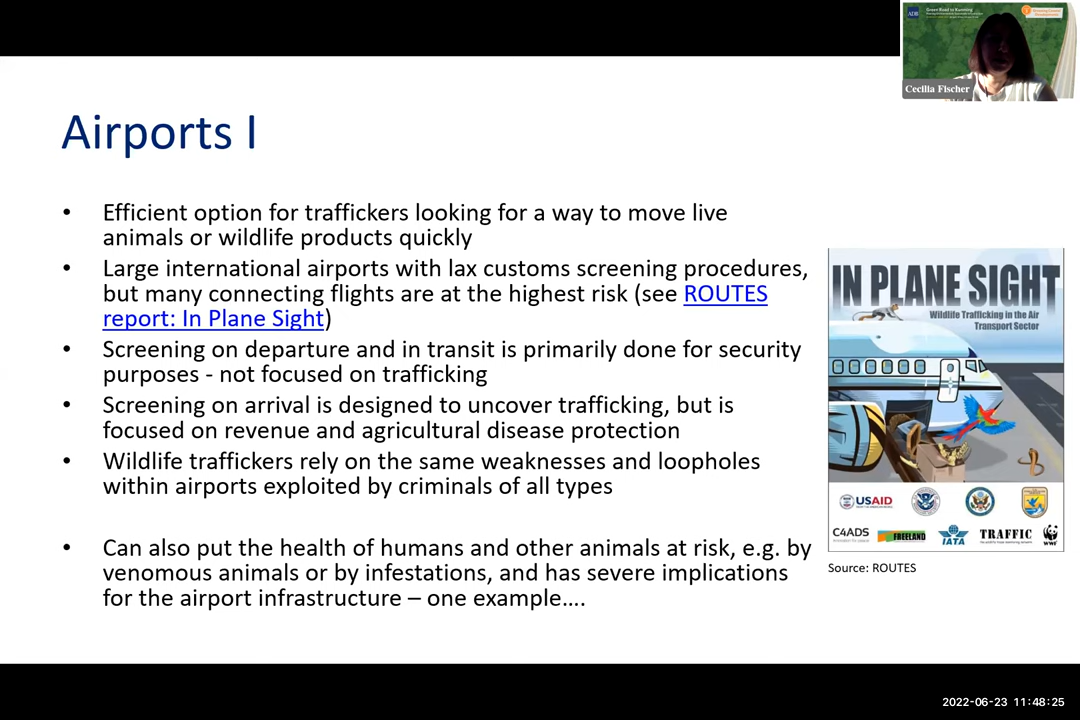 ADB
Green Road to Kunming
Cecilia Fischer
Airports I
• Efficient option for traffickers looking for a way to move live
animals or wildlife products quickly
• Large international airports with lax customs screening procedures,
but many connecting flights are at the highest risk (see ROUTES
report: In Plane Sight)
• Screening on departure and in transit is primarily done for security
purposes - not focused on trafficking
• Screening on arrival is designed to uncover trafficking, but is
focused on revenue and agricultural disease protection
• Wildlife traffickers rely on the same weaknesses and loopholes
within airports exploited by criminals of all types
• Can also put the health of humans and other animals at risk, e.g. by
venomous animals or by infestations, and has severe implications
for the airport infrastructure – one example….
IN PLANE SIGHT
Wildlife Trafficking in the Air
Transport Sector
USAID
C4ADS
FREELAND
IATA
TRAFFIC
WWF
Source: ROUTES
2022-06-23 11:48:25